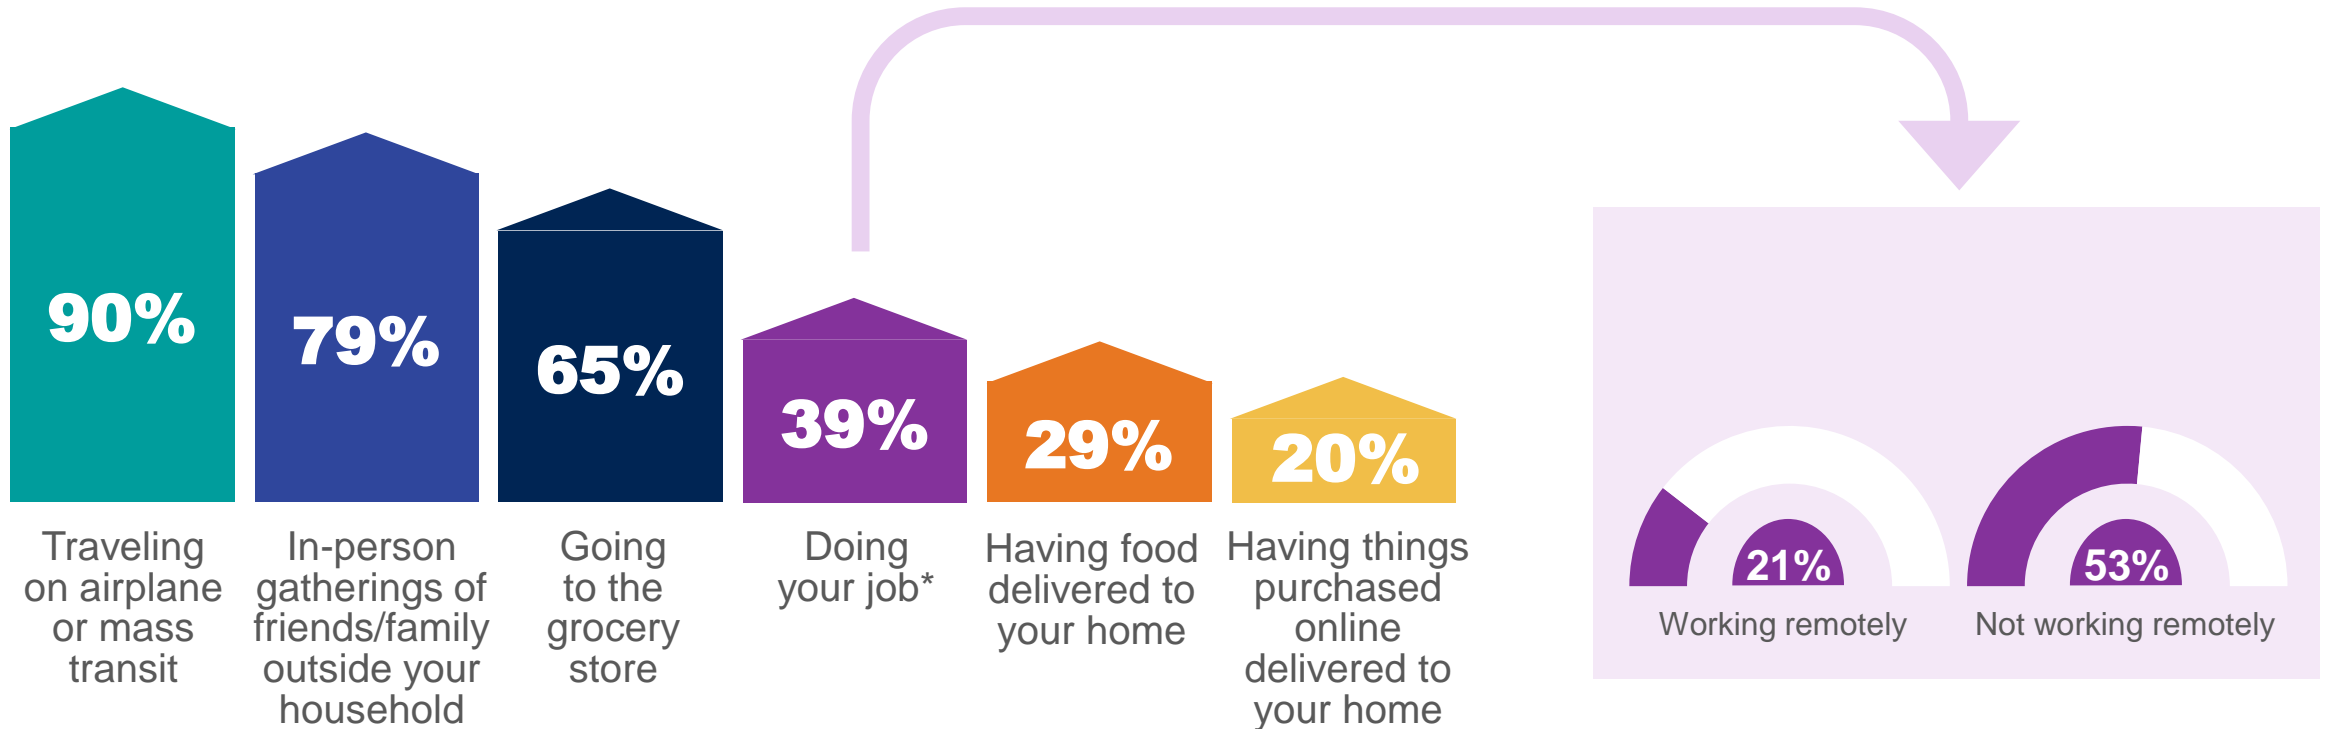 90%
79%
65%
39%
29%
20%
Traveling
on airplane
or mass
transit
In-person
gatherings of
friends/family
outside your
household
Going
to the
grocery
store
Doing
your job*
Having food
delivered to
your home
Having things
purchased
online
delivered to
your home
21%
Working remotely
53%
Not working remotely